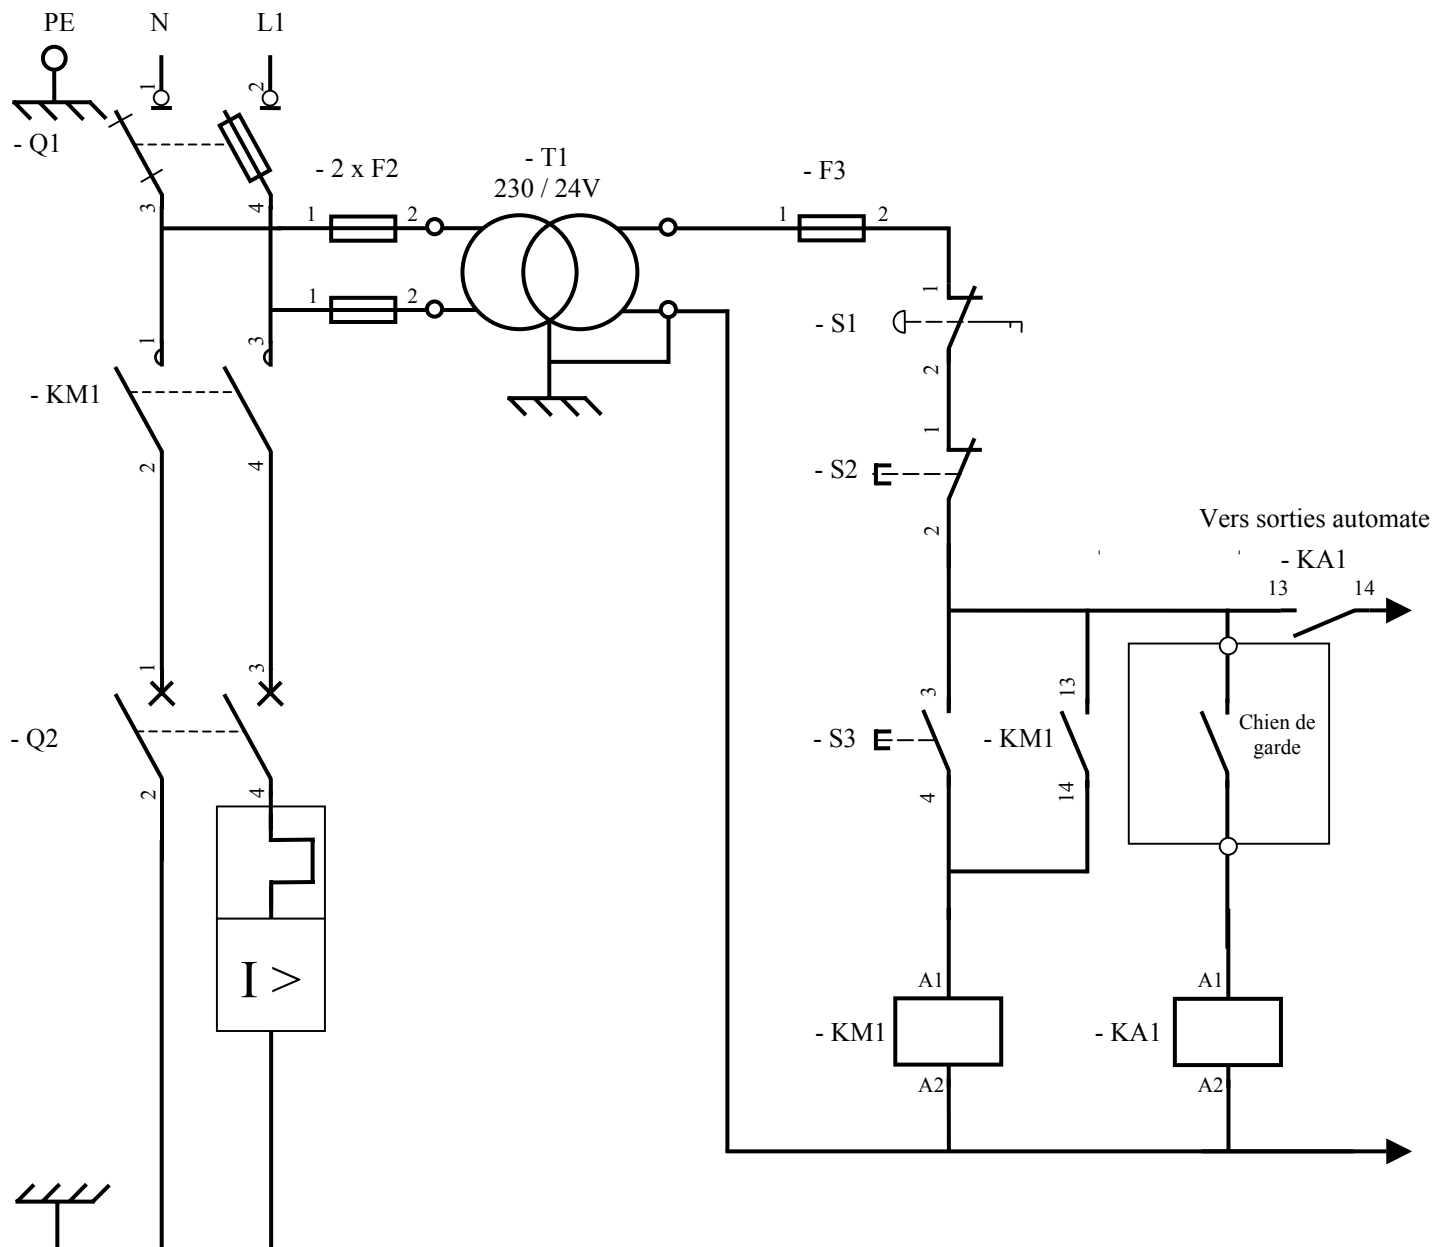 PE N L1
1 2
- Q1
3 4
- 2 x F2
1 2
1 2
- T1
230 / 24V
- F3
1 2
1
- S1
2
1 3
- KM1
2 4
1
- S2
2
Vers sorties automate
- KA1
13 14
1 3
- Q2
2 4
I >
3
- S3
4
13
- KM1
14
Chien de
garde
A1
- KM1
A2
A1
- KA1
A2